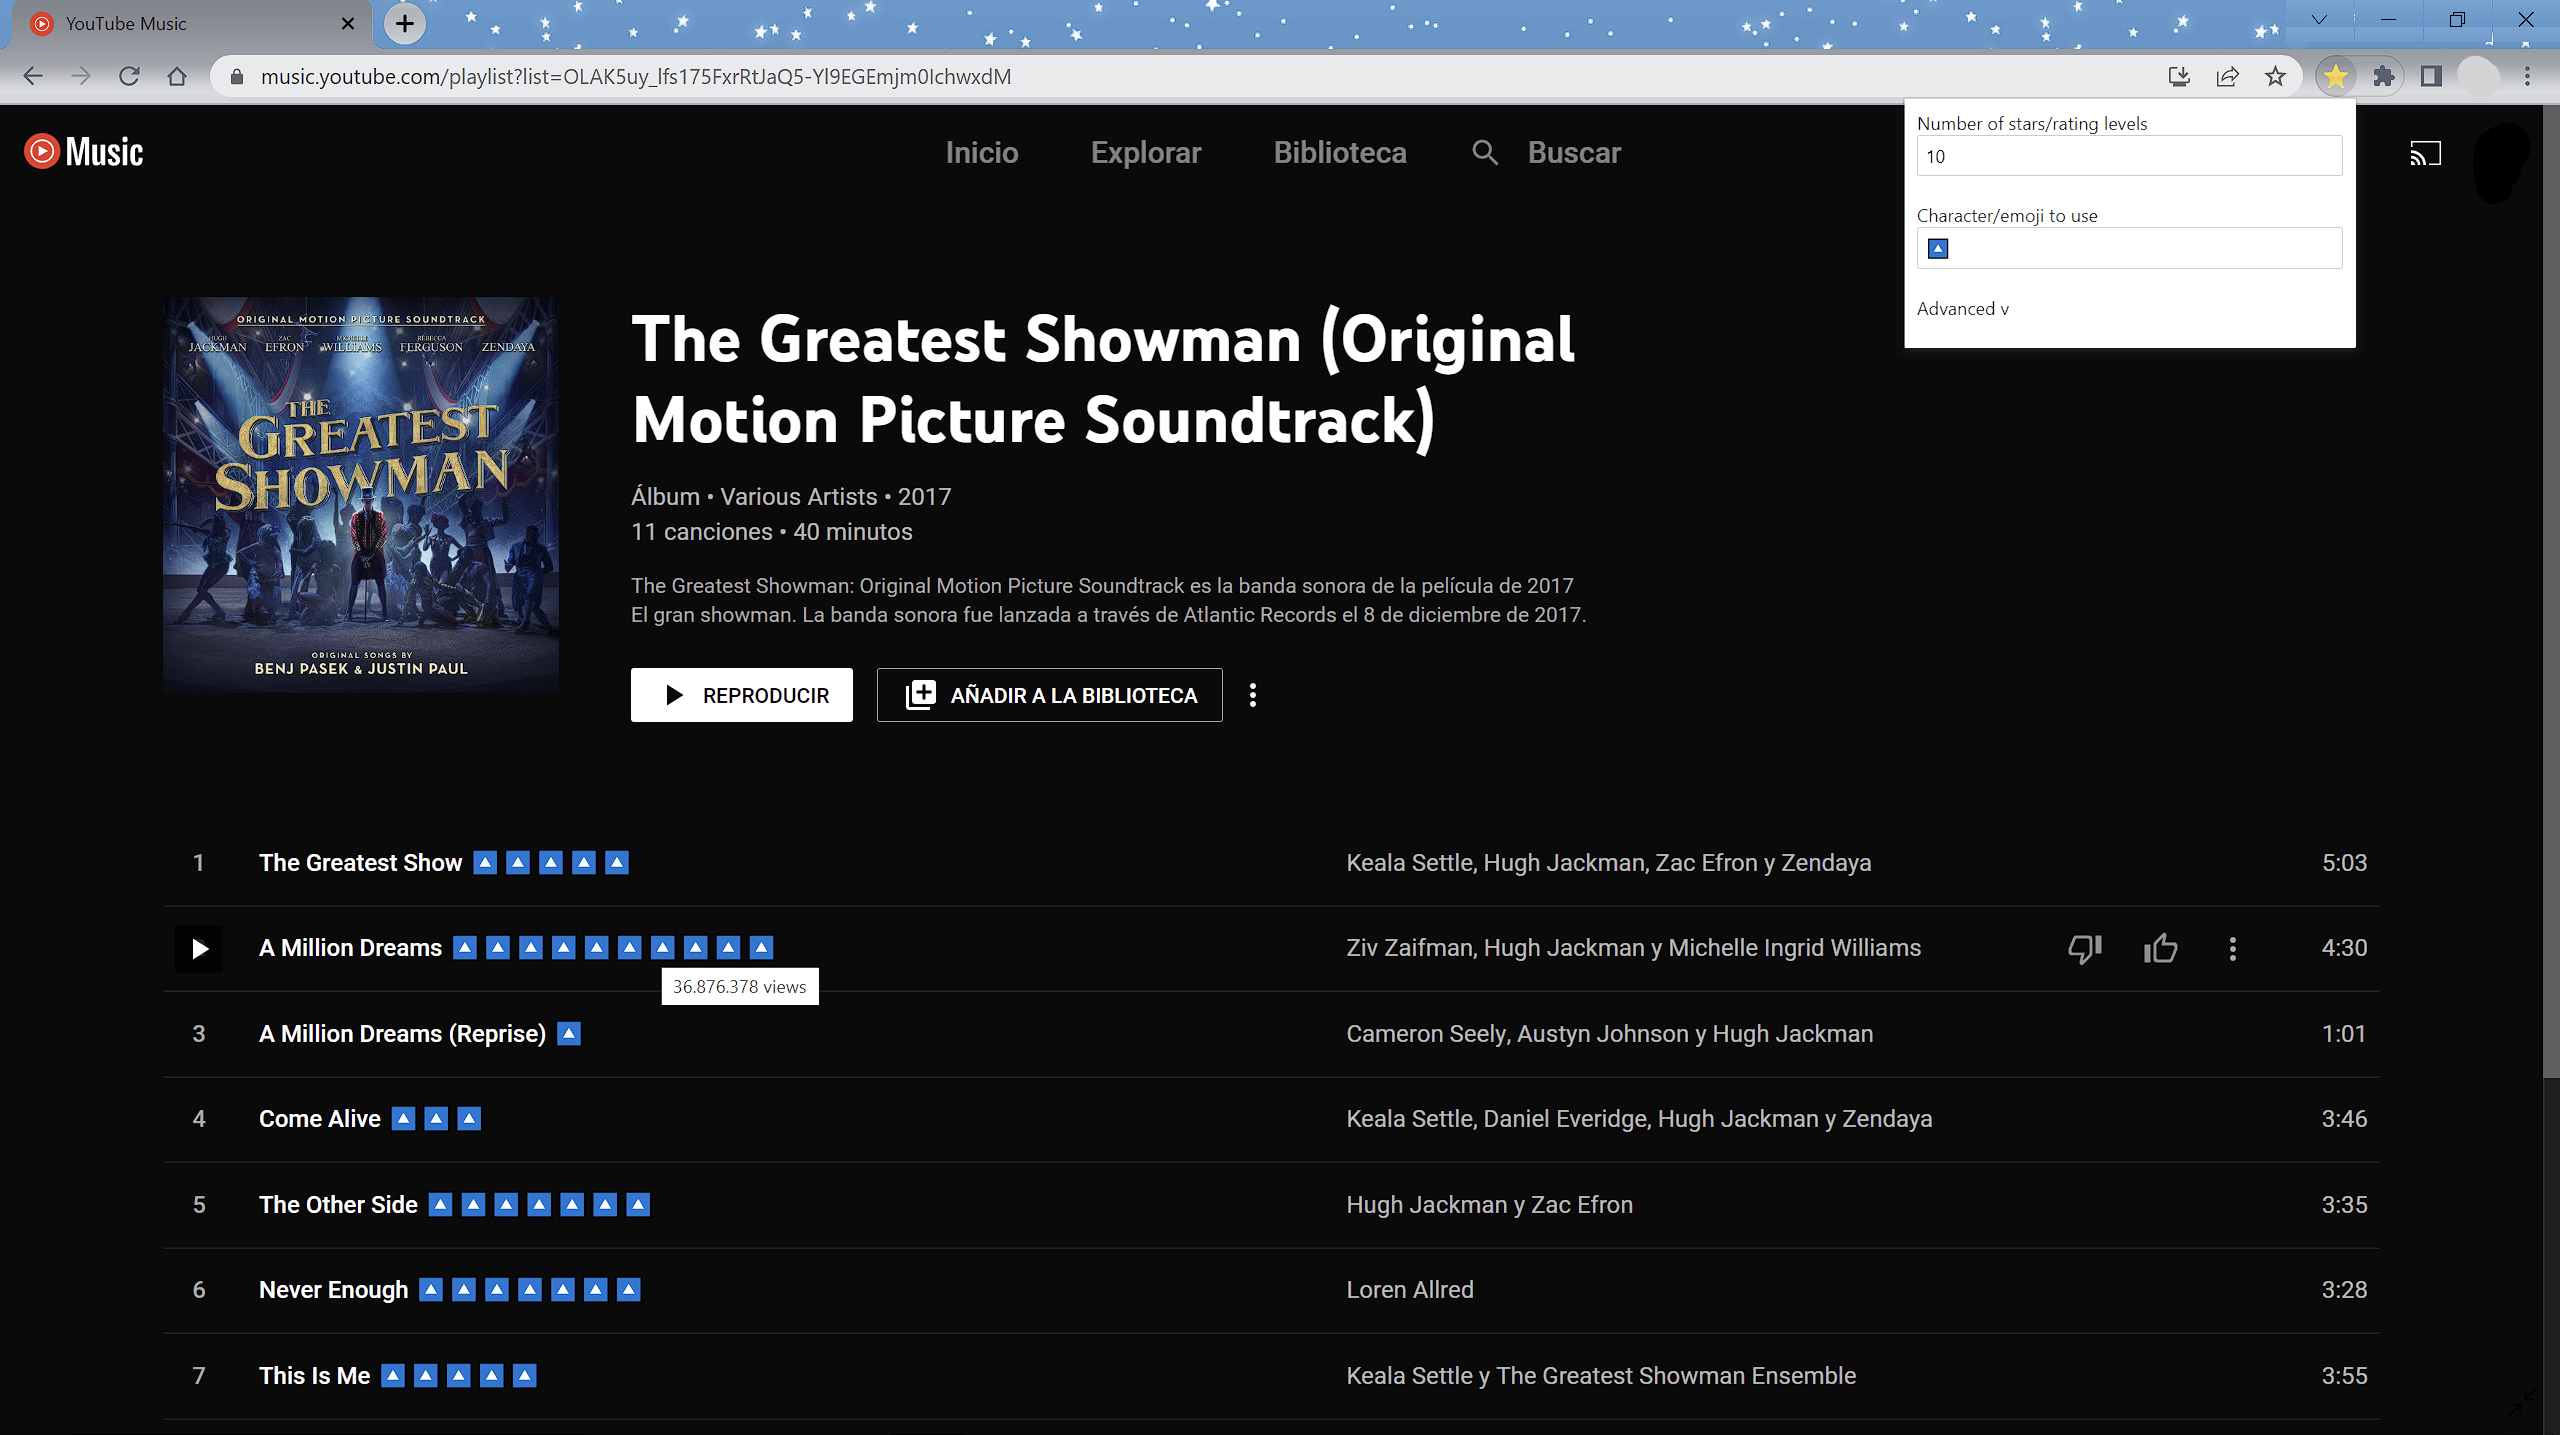 YouTube Music
music.youtube.com/playlist?list=OLAK5uy_lfs175FxrRtJaQ5-Yl9EGEmjm0IchwxdM
Number of stars/rating levels
10
Character/emoji to use
🔼
Advanced v
Music
Inicio Explorar Biblioteca Buscar
ORIGINAL MOTION PICTURE SOUNDTRACK
HUGH JACKMAN ZAC EFRON MICHELLE WILLIAMS REBECCA FERGUSON ZENDAYA
THE
GREATEST
SHOWMAN
ORIGINAL SONGS BY
BENJ PASEK & JUSTIN PAUL
The Greatest Showman (Original
Motion Picture Soundtrack)
Álbum • Various Artists • 2017
11 canciones • 40 minutos
The Greatest Showman: Original Motion Picture Soundtrack es la banda sonora de la película de 2017
El gran showman. La banda sonora fue lanzada a través de Atlantic Records el 8 de diciembre de 2017.
REPRODUCIR
AÑADIR A LA BIBLIOTECA
1 The Greatest Show 🔼 🔼 🔼 🔼 🔼 Keala Settle, Hugh Jackman, Zac Efron y Zendaya 5:03
A Million Dreams 🔼 🔼 🔼 🔼 🔼 🔼 🔼 🔼 🔼 🔼 Ziv Zaifman, Hugh Jackman y Michelle Ingrid Williams 4:30
36.876.378 views
3 A Million Dreams (Reprise) 🔼 Cameron Seely, Austyn Johnson y Hugh Jackman 1:01
4 Come Alive 🔼 🔼 🔼 Keala Settle, Daniel Everidge, Hugh Jackman y Zendaya 3:46
5 The Other Side 🔼 🔼 🔼 🔼 🔼 🔼 🔼 Hugh Jackman y Zac Efron 3:35
6 Never Enough 🔼 🔼 🔼 🔼 🔼 🔼 🔼 Loren Allred 3:28
7 This Is Me 🔼 🔼 🔼 🔼 🔼 Keala Settle y The Greatest Showman Ensemble 3:55